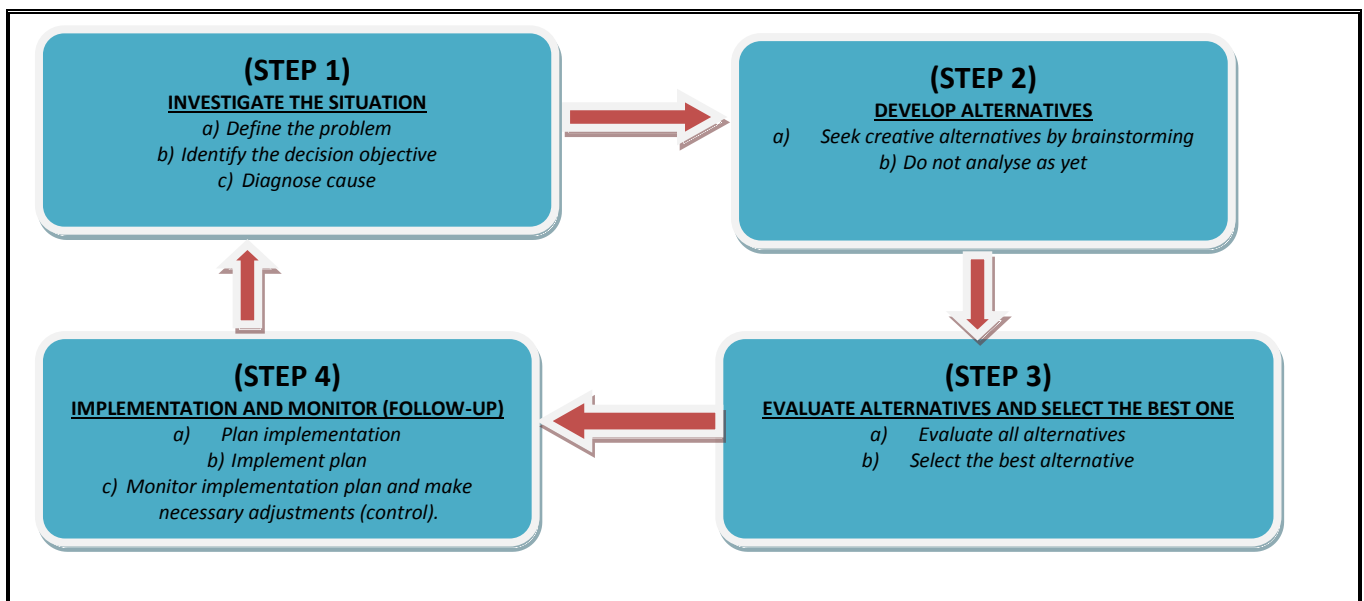 (STEP 1)
INVESTIGATE THE SITUATION
a) Define the problem
b) Identify the decision objective
c) Diagnose cause
(STEP 2)
DEVELOP ALTERNATIVES
a) Seek creative alternatives by brainstorming
b) Do not analyse as yet
(STEP 3)
EVALUATE ALTERNATIVES AND SELECT THE BEST ONE
a) Evaluate all alternatives
b) Select the best alternative
(STEP 4)
IMPLEMENTATION AND MONITOR (FOLLOW-UP)
a) Plan implementation
b) Implement plan
c) Monitor implementation plan and make
necessary adjustments (control).